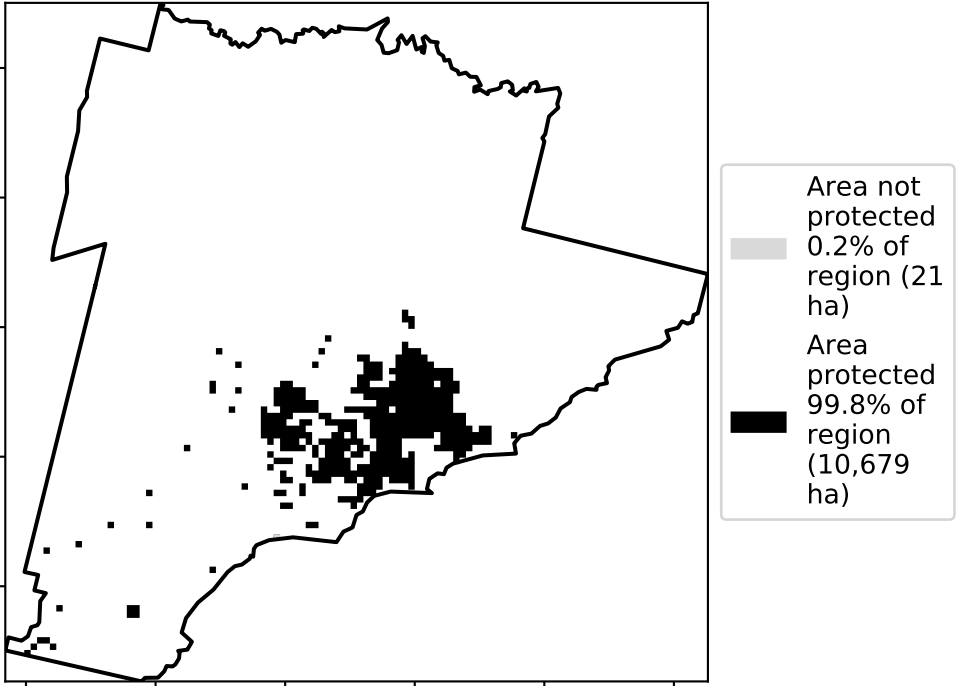 Area not
protected
0.2% of
region (21
ha)
Area
protected
99.8% of
region
(10,679
ha)